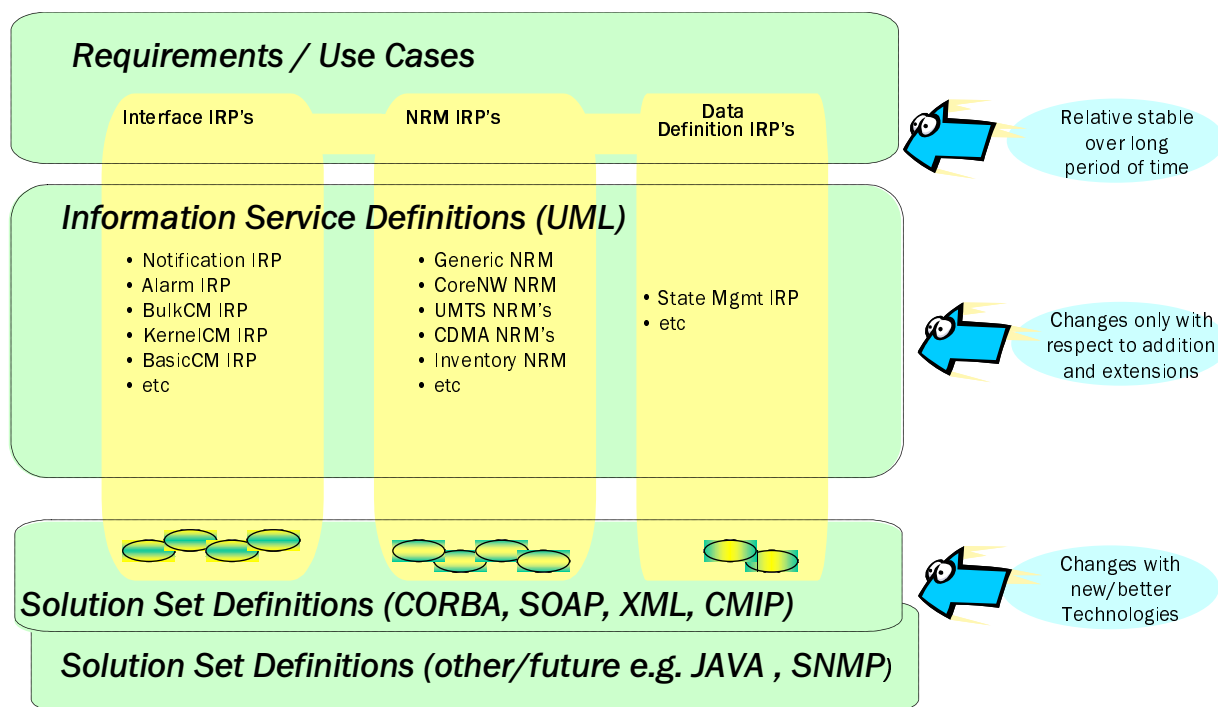 Requirements / Use Cases
Interface IRP's
NRM IRP's
Data
Definition IRP's
Relative stable
over long
period of time
Information Service Definitions (UML)
• Notification IRP
• Alarm IRP
• BulkCM IRP
• KernelCM IRP
• BasicCM IRP
• etc
• Generic NRM
• CoreNW NRM
• UMTS NRM's
• CDMA NRM's
• Inventory NRM
• etc
• State Mgmt IRP
• etc
Changes only with
respect to addition
and extensions
Solution Set Definitions (CORBA, SOAP, XML, CMIP)
Changes with
new/better
Technologies
Solution Set Definitions (other/future e.g. JAVA , SNMP)